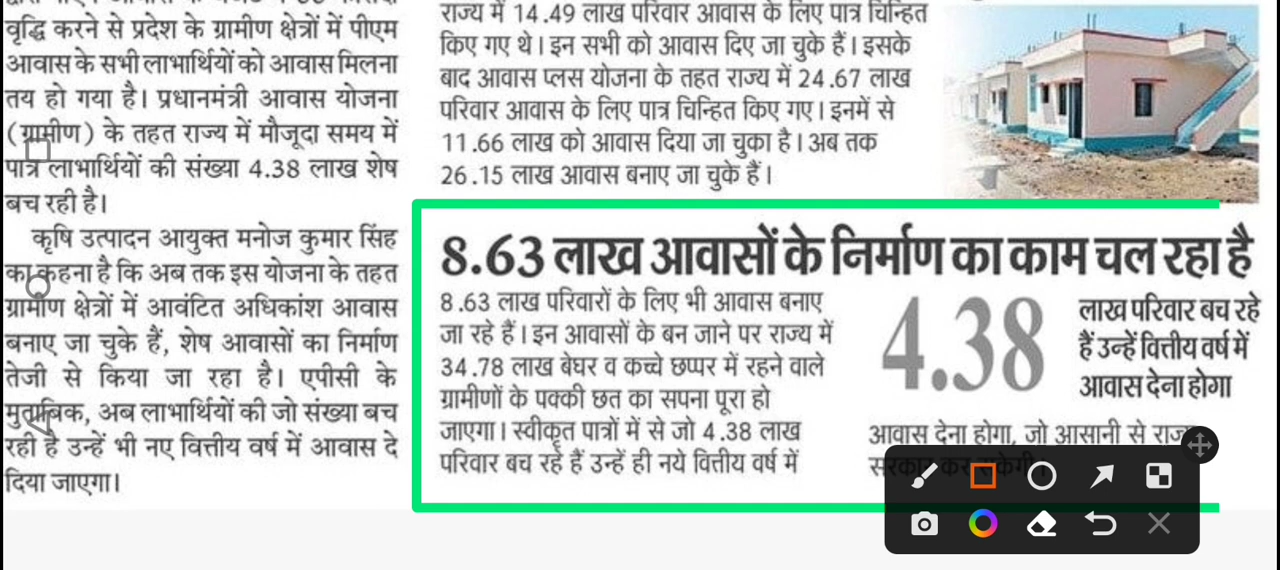 वृद्धि करने से प्रदेश के ग्रामीण क्षेत्रों में पीएम
आवास के सभी लाभार्थियों को आवास मिलना
तय हो गया है। प्रधानमंत्री आवास योजना
(ग्रामीण) के तहत राज्य में मौजूदा समय में
पात्र लाभार्थियों की संख्या 4.38 लाख शेष
बच रही है।
कृषि उत्पादन आयुक्त मनोज कुमार सिंह
का कहना है कि अब तक इस योजना के तहत
ग्रामीण क्षेत्रों में आवंटित अधिकांश आवास
बनाए जा चुके हैं, शेष आवासों का निर्माण
तेजी से किया जा रहा है। एपीसी के
मुताबिक, अब लाभार्थियों की जो संख्या बच
रही है उन्हें भी नए वित्तीय वर्ष में आवास दे
दिया जाएगा।
राज्य में 14.49 लाख परिवार आवास के लिए पात्र चिन्हित
किए गए थे। इन सभी को आवास दिए जा चुके हैं। इसके
बाद आवास प्लस योजना के तहत राज्य में 24.67 लाख
परिवार आवास के लिए पात्र चिन्हित किए गए। इनमें से
11.66 लाख को आवास दिया जा चुका है। अब तक
26.15 लाख आवास बनाए जा चुके हैं।
8.63 लाख आवासों के निर्माण का काम चल रहा है
8.63 लाख परिवारों के लिए भी आवास बनाए
जा रहे हैं। इन आवासों के बन जाने पर राज्य में
34.78 लाख बेघर व कच्चे छप्पर में रहने वाले
ग्रामीणों के पक्की छत का सपना पूरा हो
जाएगा। स्वीकृत पात्रों में से जो 4.38 लाख
परिवार बच रहे हैं उन्हें ही नये वित्तीय वर्ष में
4.38
लाख परिवार बच रहे
हैं उन्हें वित्तीय वर्ष में
आवास देना होगा
आवास देना होगा, जो आसानी से राज्य
सरकार कर सकेगी।